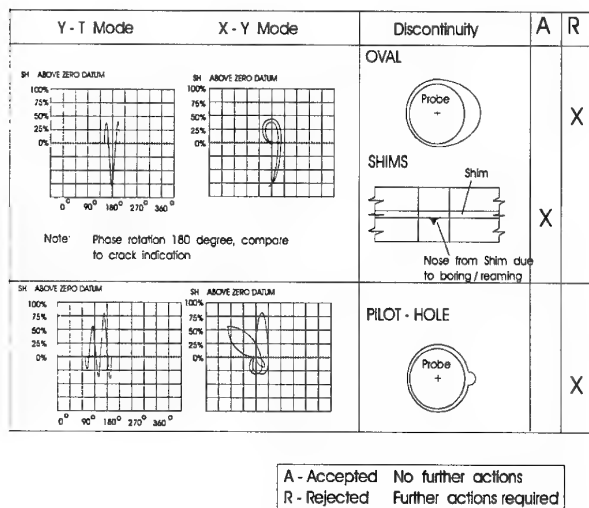 Y - T Mode X - Y Mode Discontinuity A R
OVAL
SH ABOVE ZERO DATUM SH ABOVE ZERO DATUM
100% 100%
75% 75%
50% 50%
25% 25%
0% 0%
Probe
+
X
SHIMS
Shim
X
0° 90° 180° 270° 360°
Note: Phase rotation 180 degree, compare
to crack indication
Nose from Shim due
to boring/reaming
SH ABOVE ZERO DATUM SH ABOVE ZERO DATUM
100% 100%
75% 75%
50% 50%
25% 25%
0% 0%
PILOT - HOLE
Probe
+
X
0° 90° 180° 270° 360°
A - Accepted No further actions
R - Rejected Further actions required